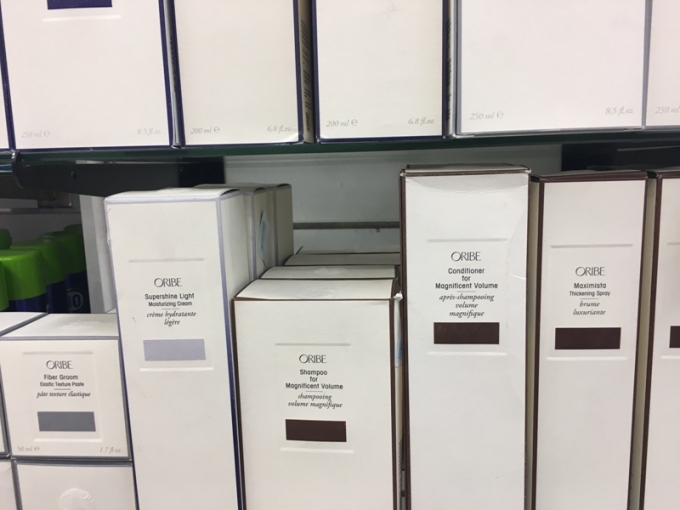 250 ml ℮
8.5 fl.oz.
200 ml ℮
6.8 fl.oz.
200 ml ℮
6.8 fl.oz.
250 ml ℮
8.5 fl.oz.
250 ml
ORIBE
Supershine Light
Moisturizing Cream
crème hydratante
légère
ORIBE
Fiber Groom
Elastic Texture Paste
pâte texture élastique
50 ml ℮
1.7 fl.oz.
ORIBE
Shampoo
for
Magnificent Volume
shampooing
volume magnifique
ORIBE
Conditioner
for
Magnificent Volume
après-shampooing
volume
magnifique
ORIBE
Maximista
Thickening Spray
brume
luxuriante